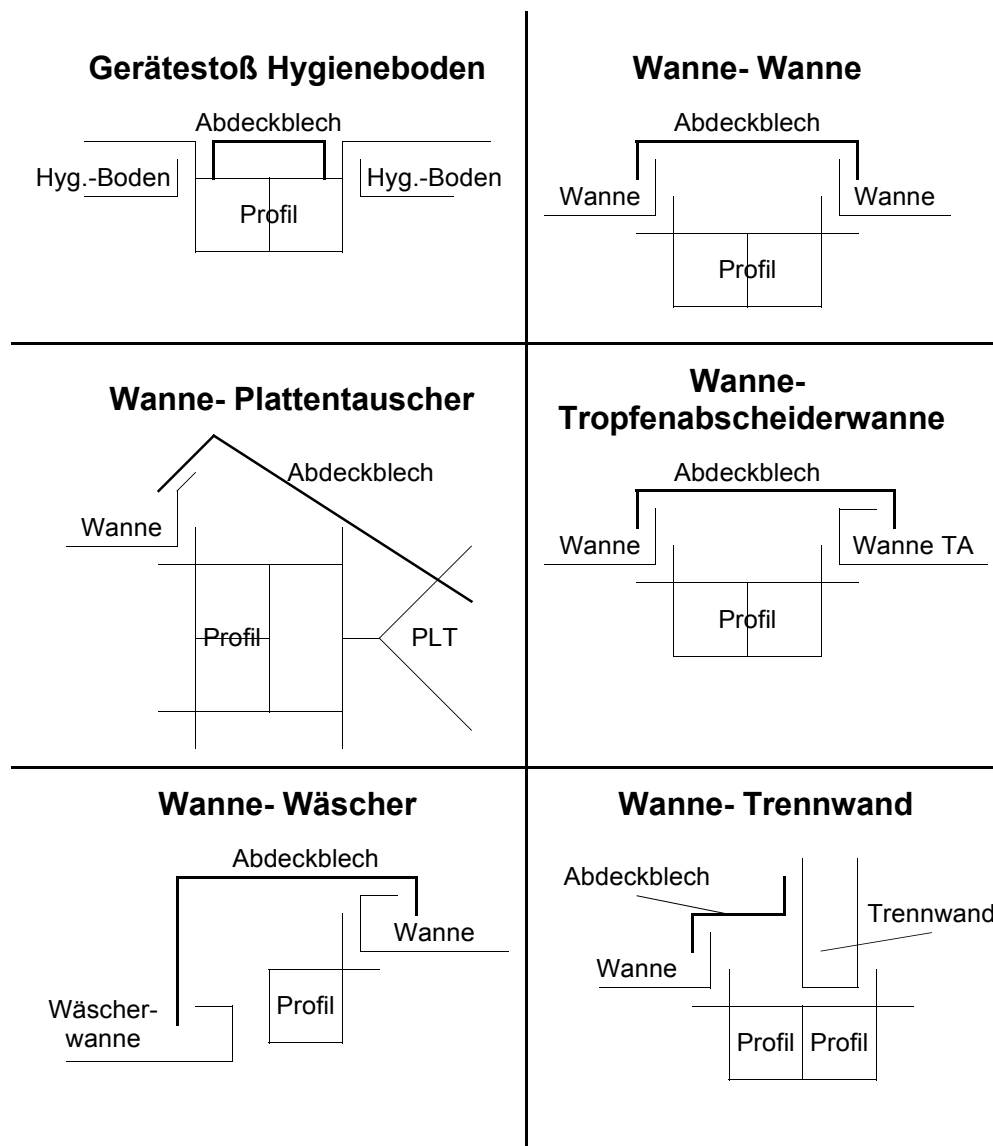 Gerätestoß Hygieneboden
Abdeckblech
Hyg.-Boden
Hyg.-Boden
Profil
Wanne- Wanne
Abdeckblech
Wanne
Wanne
Profil
Wanne- Plattentauscher
Abdeckblech
Wanne
Profil
PLT
Wanne-
Tropfenabscheiderwanne
Abdeckblech
Wanne
Wanne TA
Profil
Wanne- Wäscher
Abdeckblech
Wanne
Profil
Wäscher-
wanne
Wanne- Trennwand
Abdeckblech
Trennwand
Wanne
Profil
Profil